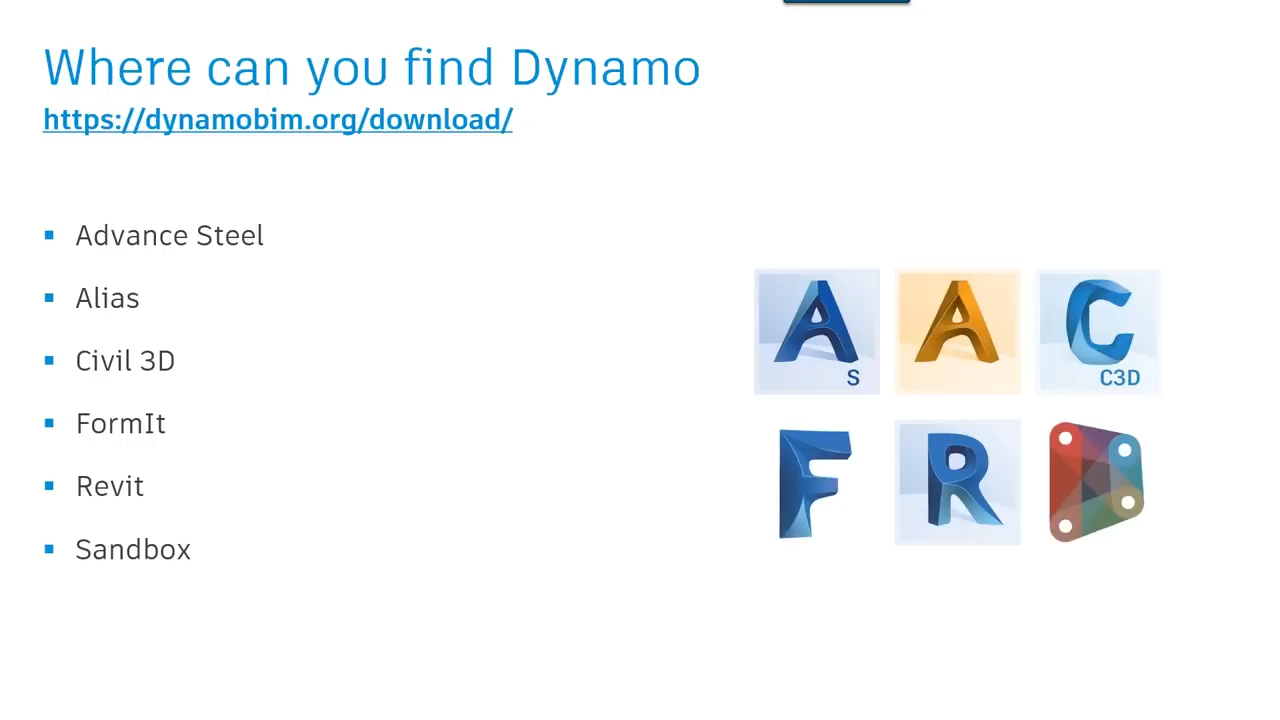 Where can you find Dynamo
https://dynamobim.org/download/
Advance Steel
Alias
Civil 3D
FormIt
Revit
Sandbox
A S
A
C C3D
F
R